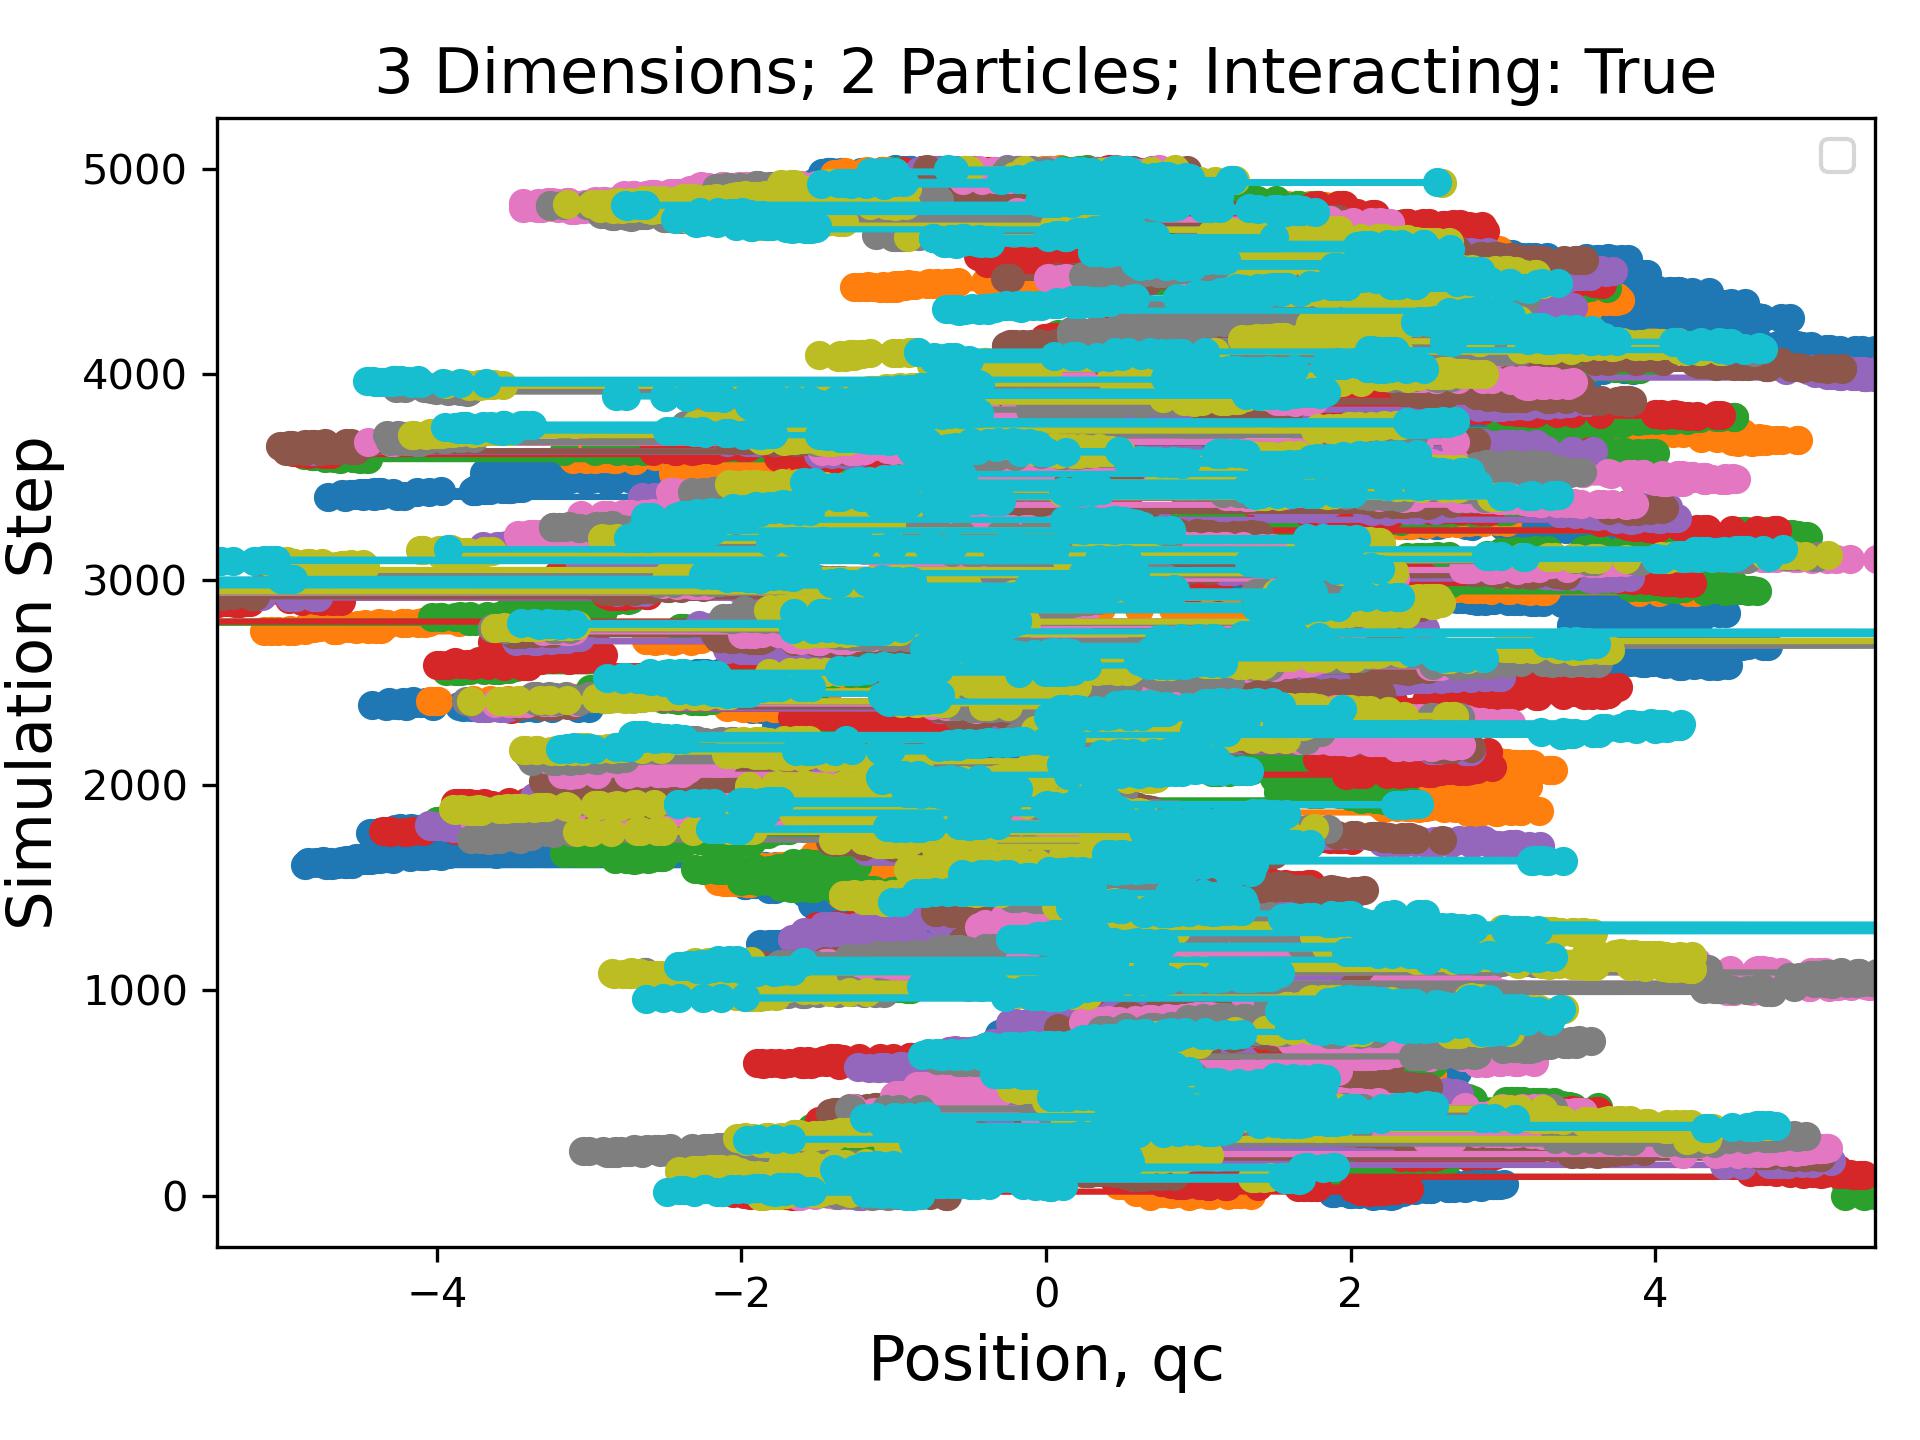 3 Dimensions; 2 Particles; Interacting: True
Simulation Step
5000
4000
3000
2000
1000
0
−4 −2 0 2 4
Position, qc